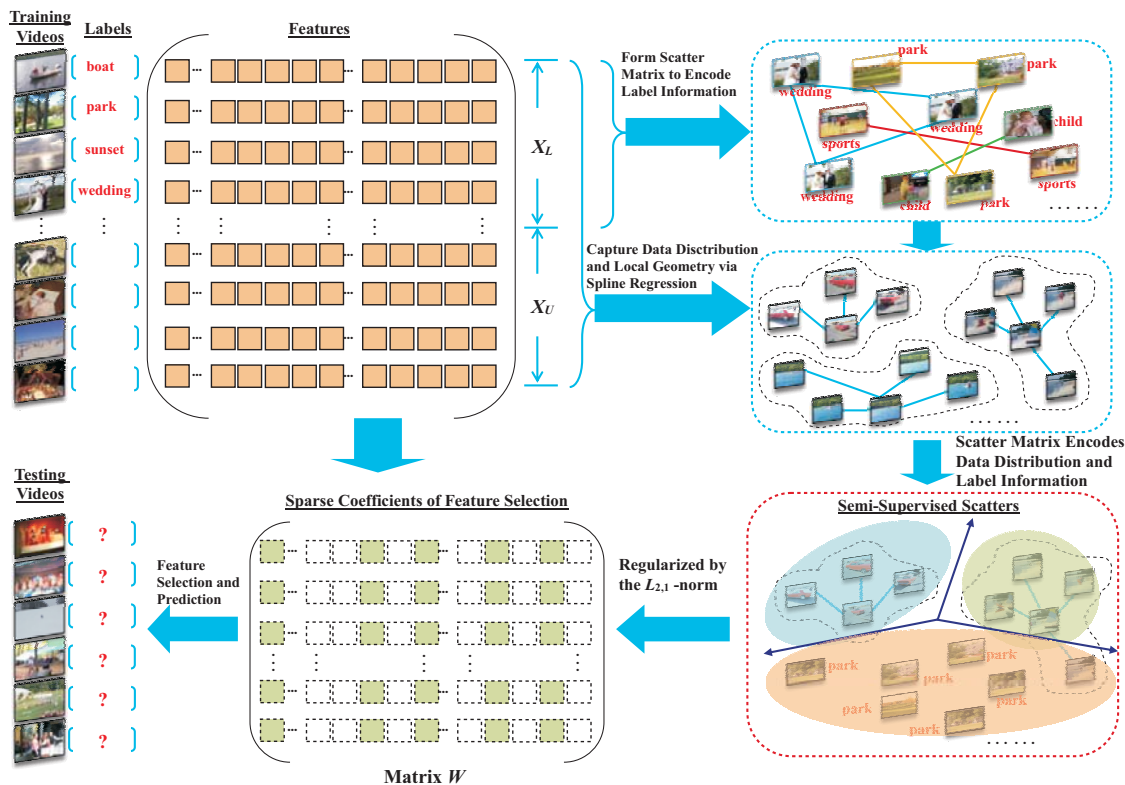 Training
Videos
Labels
Features
boat
park
sunset
wedding
X_L
X_U
Form Scatter
Matrix to Encode
Label Information
park
park
wedding
wedding
child
sports
wedding
child
park
sports
......
Capture Data Disctribution
and Local Geometry via
Spline Regression
......
Scatter Matrix Encodes
Data Distribution and
Label Information
Semi-Supervised Scatters
park
park
park
park
park
......
Regularized by
the L2,1 -norm
Sparse Coefficients of Feature Selection
Matrix W
Feature
Selection and
Prediction
Testing
Videos
?
?
?
?
?
?